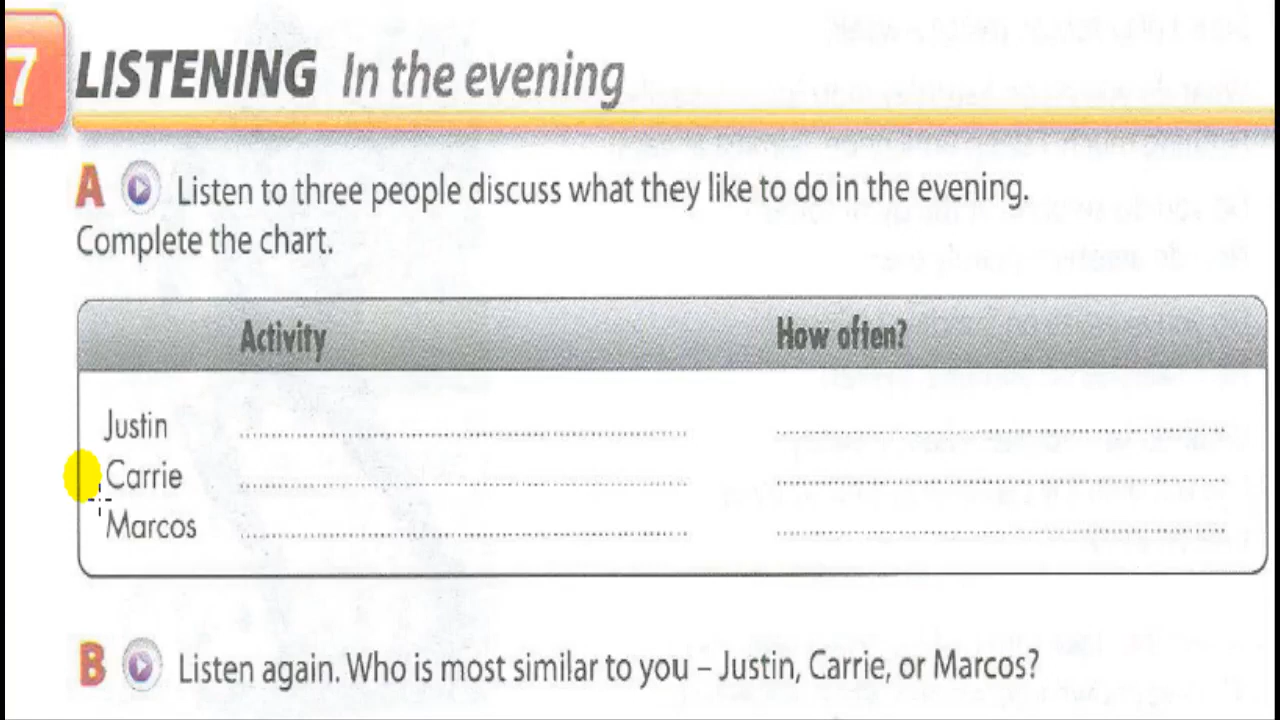 7 LISTENING In the evening
A Listen to three people discuss what they like to do in the evening.
Complete the chart.
Activity How often?
Justin
Carrie
Marcos
B Listen again. Who is most similar to you – Justin, Carrie, or Marcos?